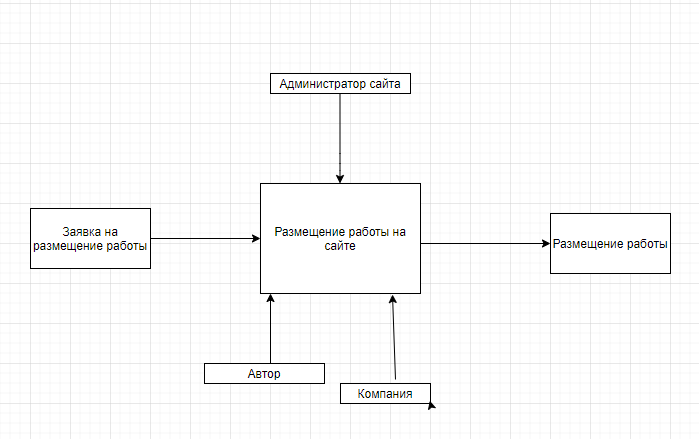 Администратор сайта
Заявка на
размещение работы
Размещение работы на
сайте
Размещение работы
Автор
Компания